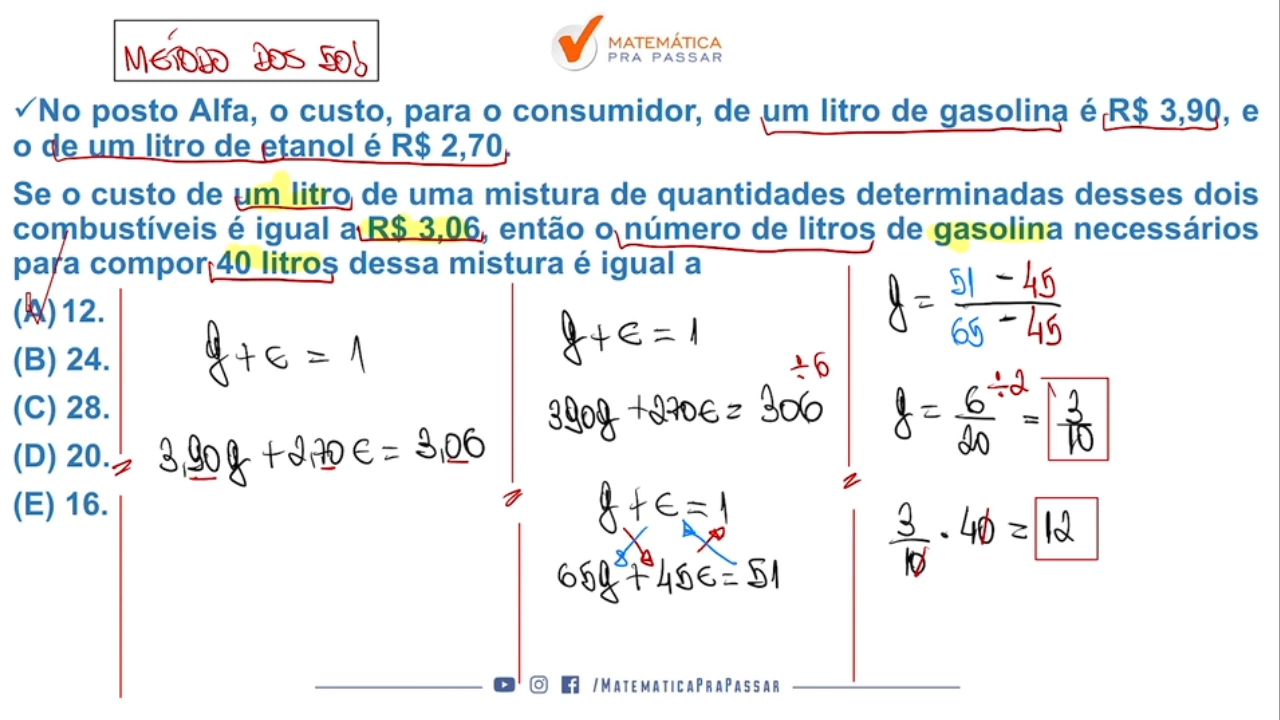 MÉTODO DOS 50b
MATEMÁTICA
PRA PASSAR
✓No posto Alfa, o custo, para o consumidor, de um litro de gasolina é R$ 3,90, e
o de um litro de etanol é R$ 2,70.
Se o custo de um litro de uma mistura de quantidades determinadas desses dois
combustíveis é igual a R$ 3,06, então o número de litros de gasolina necessários
para compor 40 litros dessa mistura é igual a
(A) 12.
(B) 24.
(C) 28.
(D) 20.
(E) 16.
g + e = 1
3,90g + 2,70e = 3,06
g + e = 1
÷6
390g + 270e = 306
g + e = 1
65g + 45e = 51
g = 51 - 45 / 65 - 45
g = 6/20 ÷2 = 3/10
3/10 . 40 = 12
/MATEMATICAPRAPASSAR